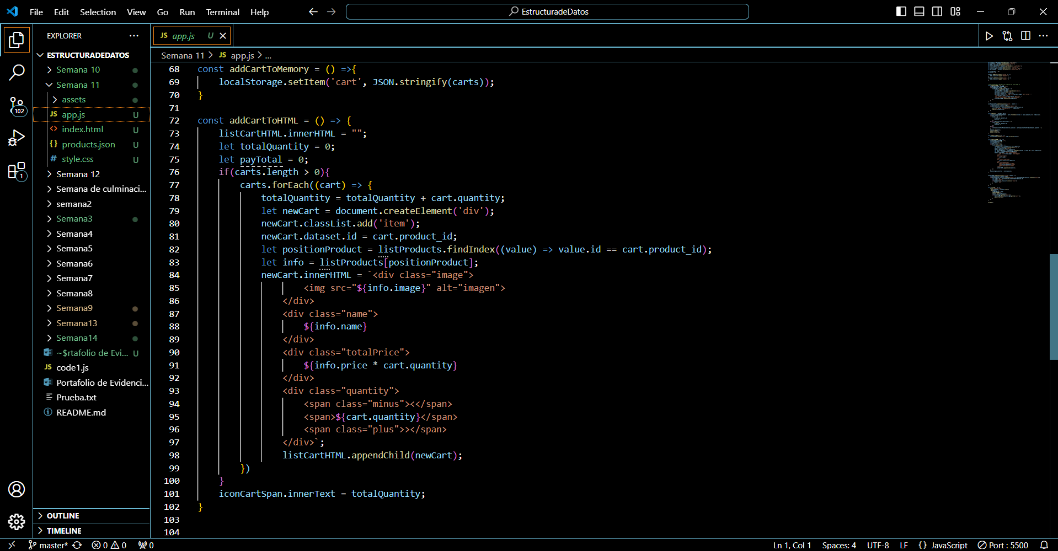 File Edit Selection View Go Run Terminal Help
EstructuradeDatos
EXPLORER
ESTRUCTURADEDATOS
Semana 10
Semana 11
assets
JS app.js U
<> index.html U
{} products.json U
# style.css U
Semana 12
Semana de culminaci...
semana2
Semana3
Semana4
Semana5
Semana6
Semana7
Semana8
Semana9
Semana13
Semana14
~$rtafolio de Evi... U
JS code1.js
Portafolio de Evidenci...
Prueba.txt
README.md
OUTLINE
TIMELINE
102
1
JS app.js U
Semana 11 > JS app.js > ...
68 const addCartToMemory = () =>{
69 localStorage.setItem('cart', JSON.stringify(carts));
70 }
71
72 const addCartToHTML = () => {
73 listCartHTML.innerHTML = "";
74 let totalQuantity = 0;
75 let payTotal = 0;
76 if(carts.length > 0){
77 carts.forEach((cart) => {
78 totalQuantity = totalQuantity + cart.quantity;
79 let newCart = document.createElement('div');
80 newCart.classList.add('item');
81 newCart.dataset.id = cart.product_id;
82 let positionProduct = listProducts.findIndex((value) => value.id == cart.product_id);
83 let info = listProducts[positionProduct];
84 newCart.innerHTML = `<div class="image">
85 <img src="${info.image}" alt="imagen">
86 </div>
87 <div class="name">
88 ${info.name}
89 </div>
90 <div class="totalPrice">
91 ${info.price * cart.quantity}
92 </div>
93 <div class="quantity">
94 <span class="minus"><</span>
95 <span>${cart.quantity}</span>
96 <span class="plus">></span>
97 </div>`;
98 listCartHTML.appendChild(newCart);
99 })
100 }
101 iconCartSpan.innerText = totalQuantity;
102 }
103
104
master* 0 0 0
Ln 1, Col 1 Spaces: 4 UTF-8 LF {} JavaScript Port : 5500